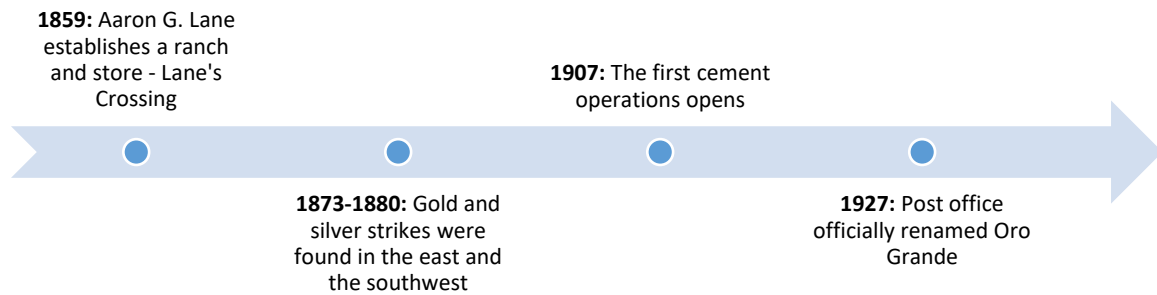 1859: Aaron G. Lane
establishes a ranch
and store - Lane's
Crossing
1873-1880: Gold and
silver strikes were
found in the east and
the southwest
1907: The first cement
operations opens
1927: Post office
officially renamed Oro
Grande